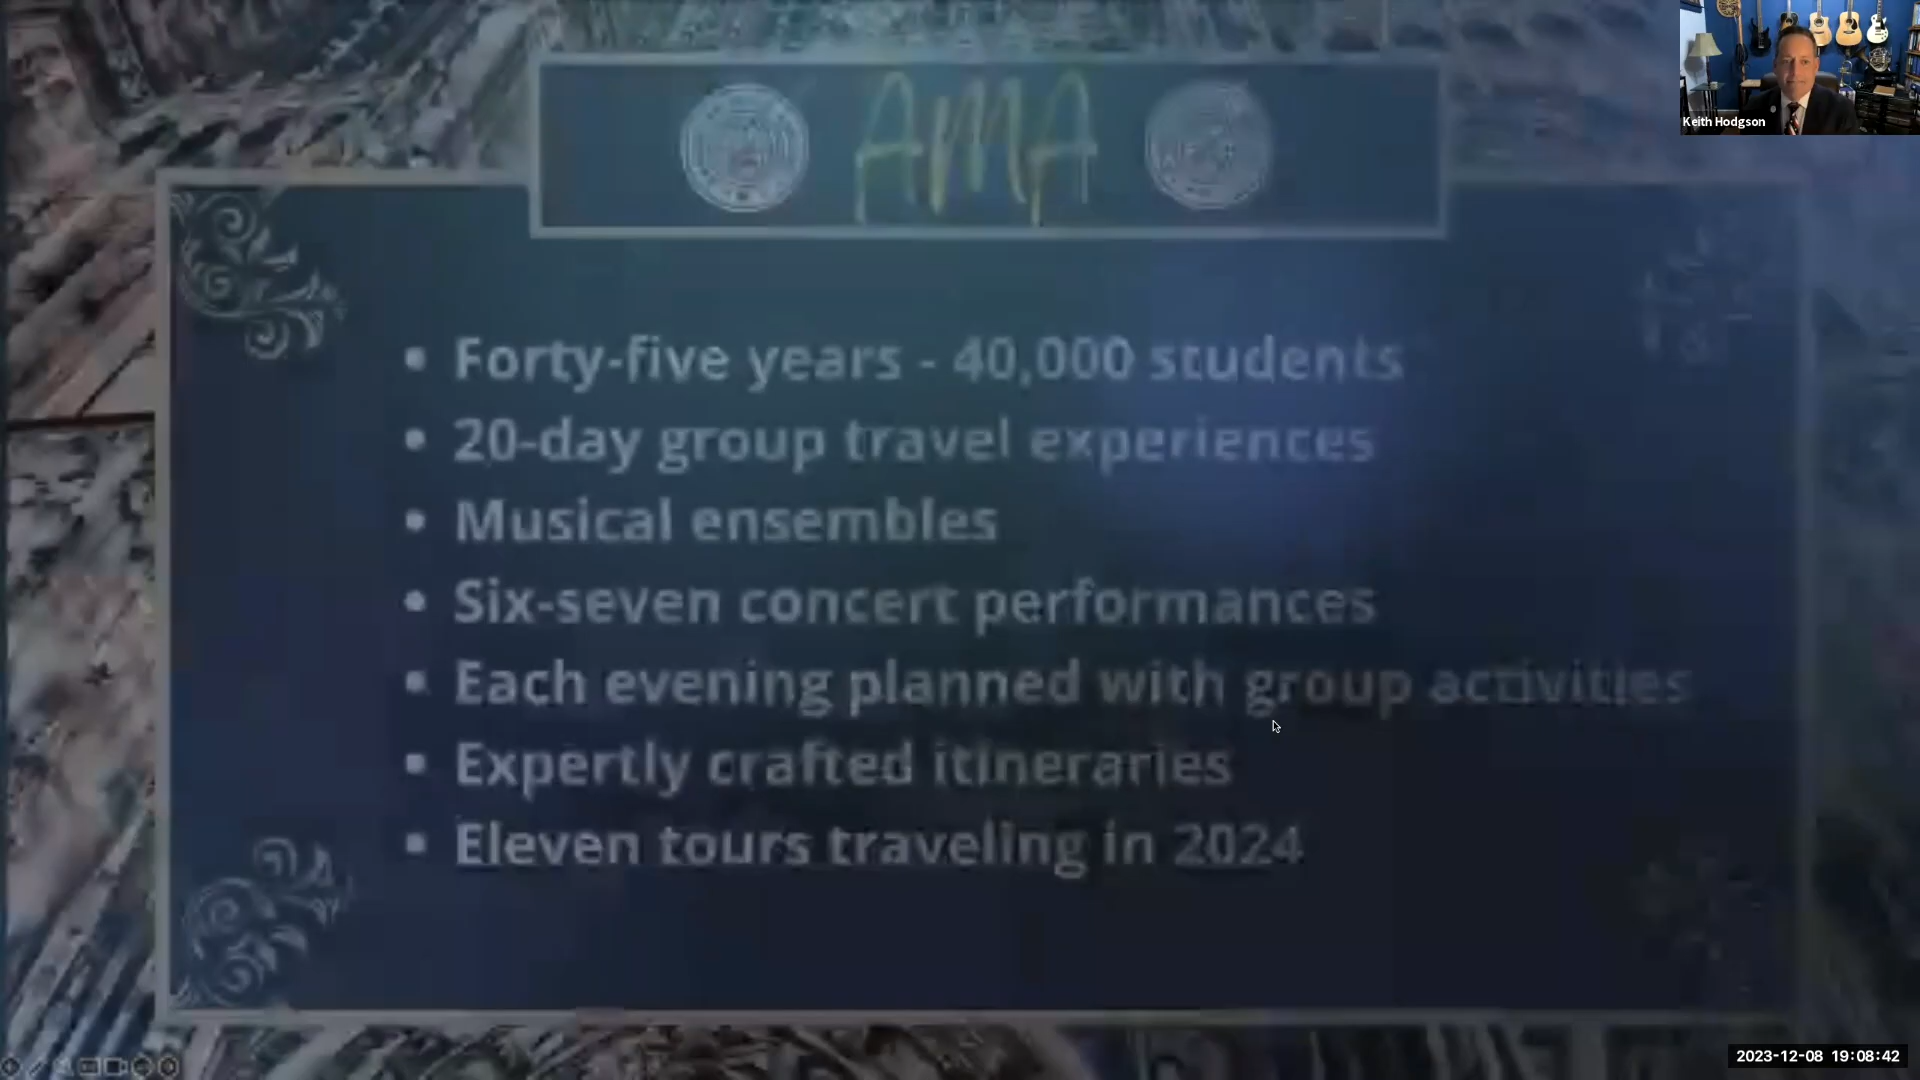 AMA
Keith Hodgson
• Forty-five years - 40,000 students
• 20-day group travel experiences
• Musical ensembles
• Six-seven concert performances
• Each evening planned with group activities
• Expertly crafted itineraries
• Eleven tours traveling in 2024
2023-12-08 19:08:42